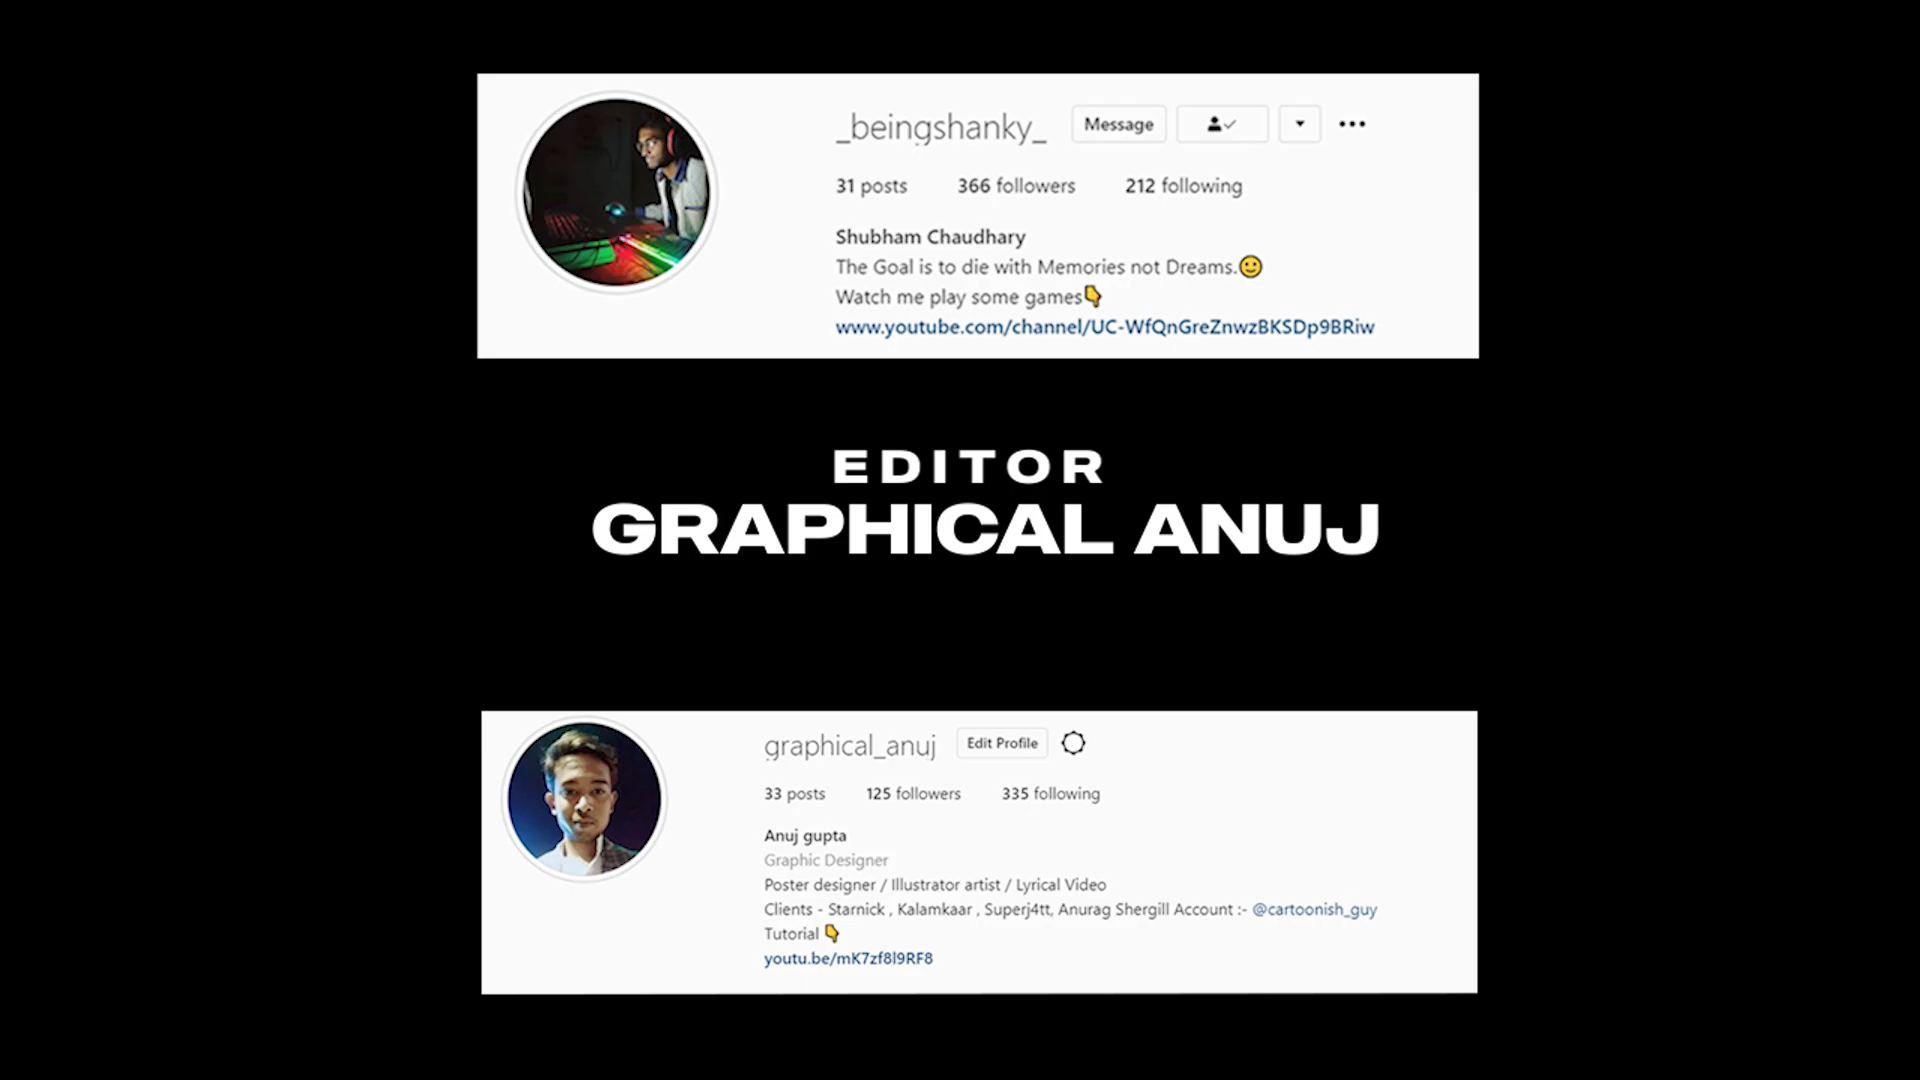 _beingshanky_ Message
31 posts 366 followers 212 following
Shubham Chaudhary
The Goal is to die with Memories not Dreams.🙂
Watch me play some games👇
www.youtube.com/channel/UC-WfQnGreZnwzBKSDp9BRiw
EDITOR
GRAPHICAL ANUJ
graphical_anuj Edit Profile
33 posts 125 followers 335 following
Anuj gupta
Graphic Designer
Poster designer / Illustrator artist / Lyrical Video
Clients - Starnick , Kalamkaar , Superj4tt, Anurag Shergill Account :- @cartoonish_guy
Tutorial 👇
youtu.be/mK7zf8l9RF8